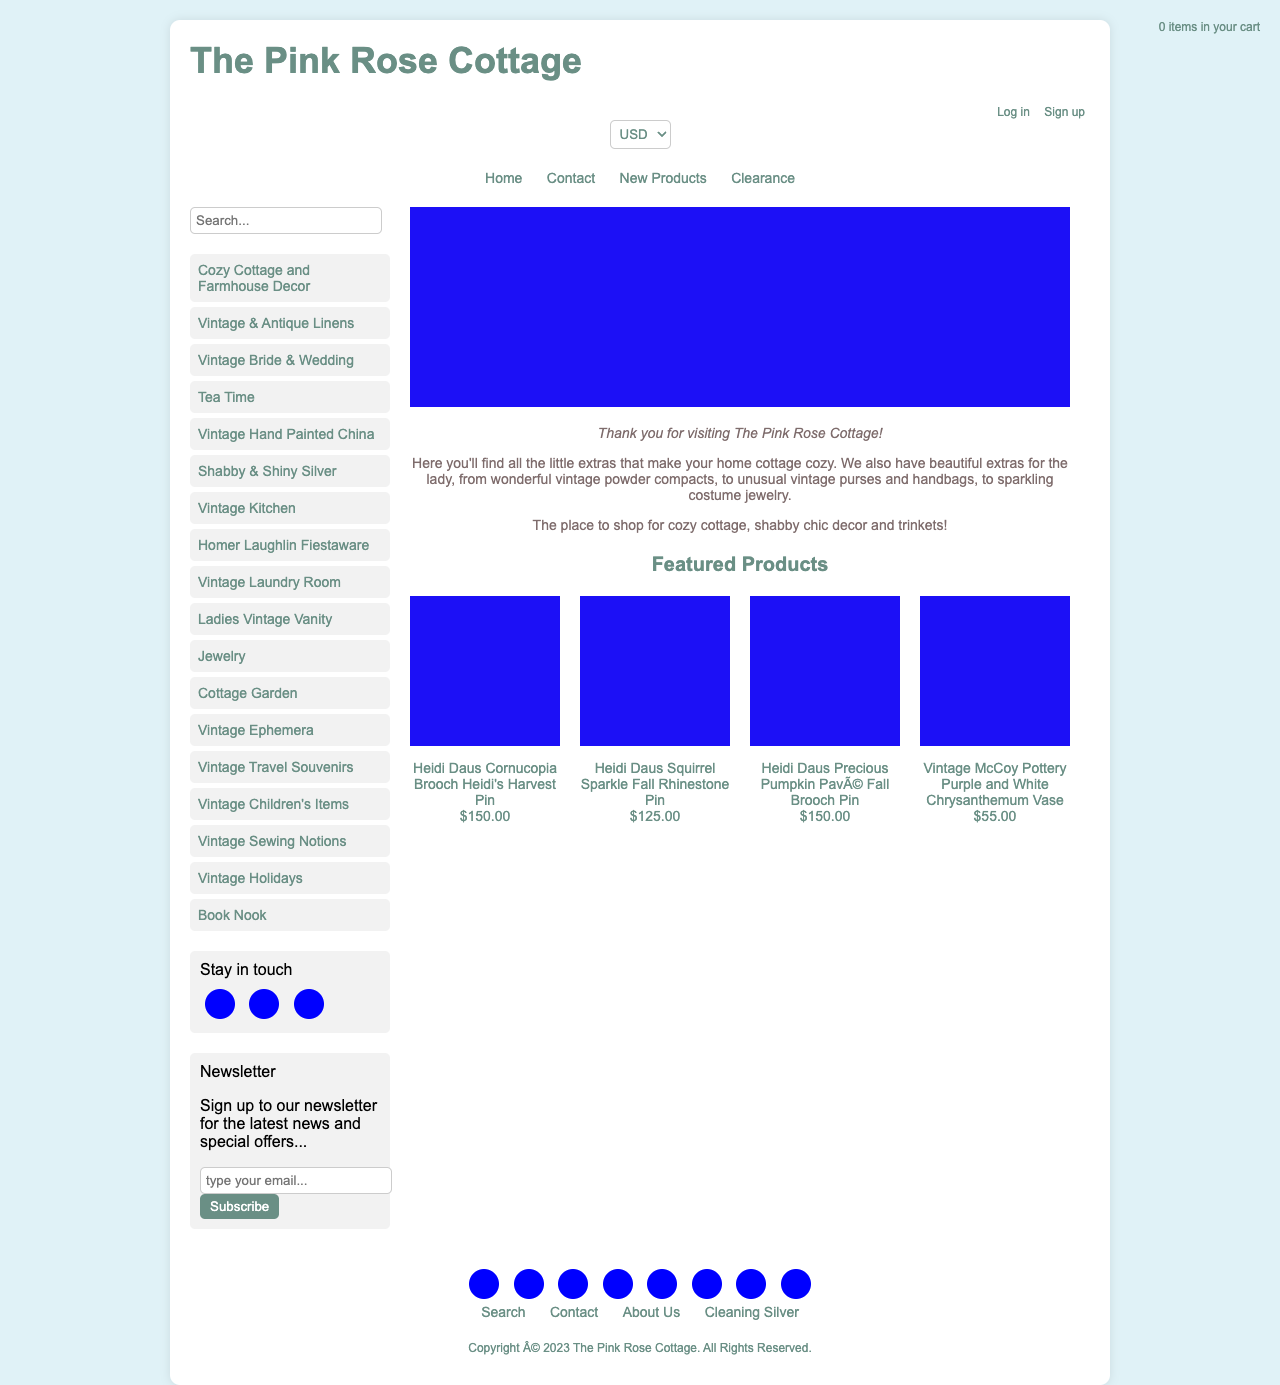 0 items in your cart
The Pink Rose Cottage
Log in Sign up
USD
Home Contact New Products Clearance
Search...
Cozy Cottage and
Farmhouse Decor
Vintage & Antique Linens
Vintage Bride & Wedding
Tea Time
Vintage Hand Painted China
Shabby & Shiny Silver
Vintage Kitchen
Homer Laughlin Fiestaware
Vintage Laundry Room
Ladies Vintage Vanity
Jewelry
Cottage Garden
Vintage Ephemera
Vintage Travel Souvenirs
Vintage Children's Items
Vintage Sewing Notions
Vintage Holidays
Book Nook
Stay in touch
Newsletter
Sign up to our newsletter
for the latest news and
special offers...
type your email...
Subscribe
Thank you for visiting The Pink Rose Cottage!
Here you'll find all the little extras that make your home cottage cozy. We also have beautiful extras for the
lady, from wonderful vintage powder compacts, to unusual vintage purses and handbags, to sparkling
costume jewelry.
The place to shop for cozy cottage, shabby chic decor and trinkets!
Featured Products
Heidi Daus Cornucopia
Brooch Heidi's Harvest
Pin
$150.00
Heidi Daus Squirrel
Sparkle Fall Rhinestone
Pin
$125.00
Heidi Daus Precious
Pumpkin PavÃ© Fall
Brooch Pin
$150.00
Vintage McCoy Pottery
Purple and White
Chrysanthemum Vase
$55.00
Search Contact About Us Cleaning Silver
Copyright Â© 2023 The Pink Rose Cottage. All Rights Reserved.